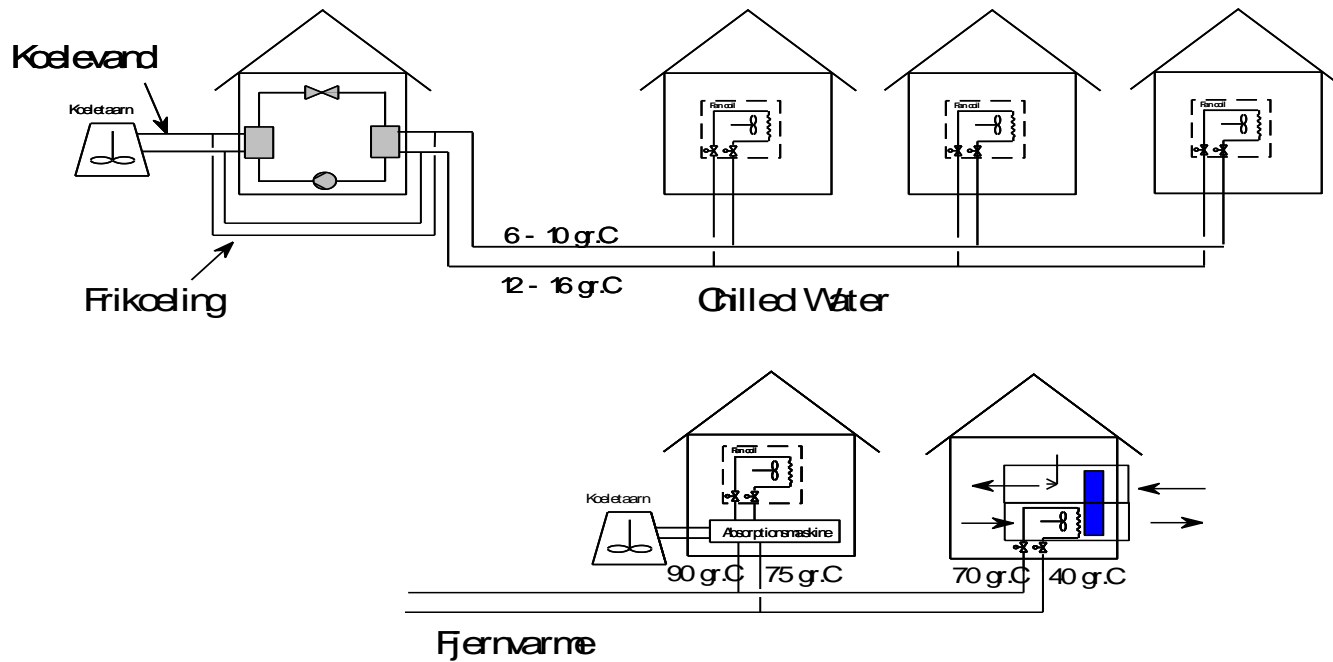 Koelevand
Koeletaarn
Fan coil
Fan coil
Fan coil
6 - 10 gr.C
12 - 16 gr.C
Frikoeling
Chilled Water
Fan coil
Koeletaarn
Absorptionsmaskine
90 gr.C
75 gr.C
70 gr.C
40 gr.C
Fjernvarme